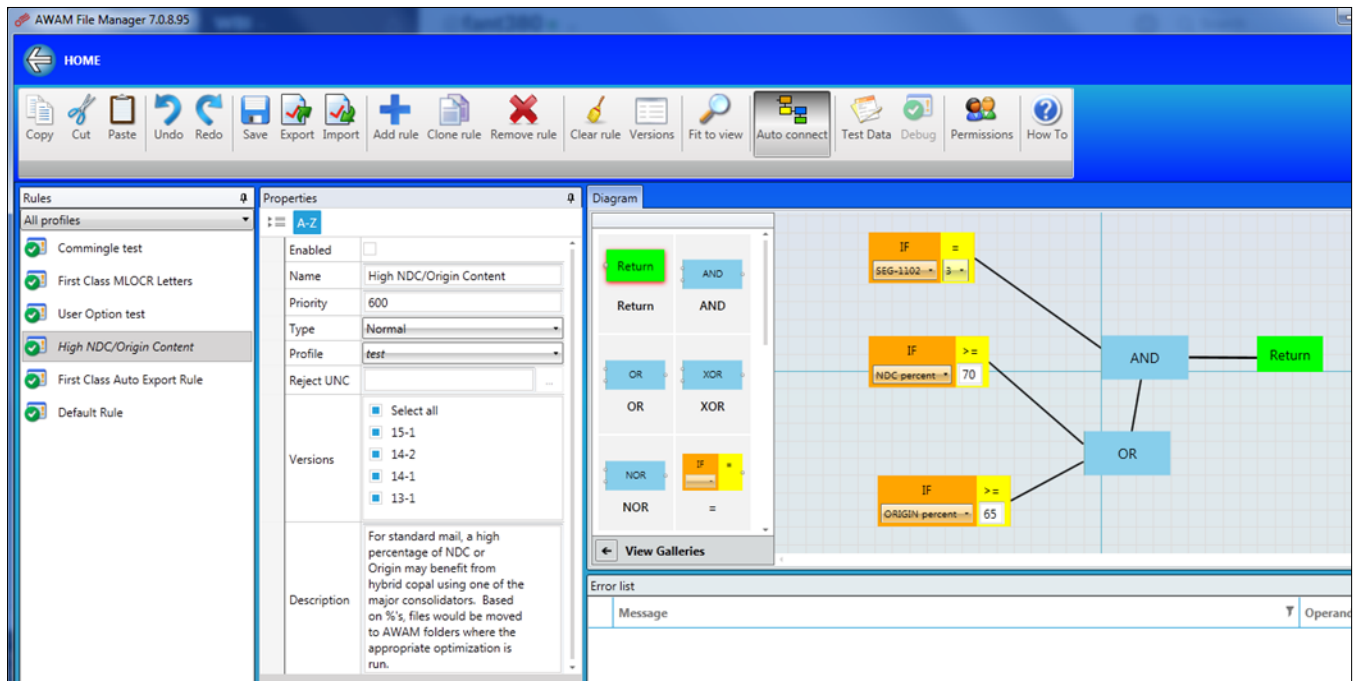 AWAM File Manager 7.0.8.95
HOME
Copy Cut Paste Undo Redo Save Export Import Add rule Clone rule Remove rule Clear rule Versions Fit to view Auto connect Test Data Debug Permissions How To
Rules
All profiles
Commingle test
First Class MLOCR Letters
User Option test
High NDC/Origin Content
First Class Auto Export Rule
Default Rule
Properties
A-Z
Enabled
Name High NDC/Origin Content
Priority 600
Type Normal
Profile test
Reject UNC ...
Versions
Select all
15-1
14-2
14-1
13-1
Description
For standard mail, a high
percentage of NDC or
Origin may benefit from
hybrid copal using one of the
major consolidators. Based
on %'s, files would be moved
to AWAM folders where the
appropriate optimization is
run.
Diagram
Return AND
Return AND
OR XOR
OR XOR
NOR IF =
NOR =
View Galleries
IF =
SEG-1102 3
IF >=
NDC percent 70
IF >=
ORIGIN percent 65
AND
OR
Return
Error list
Message